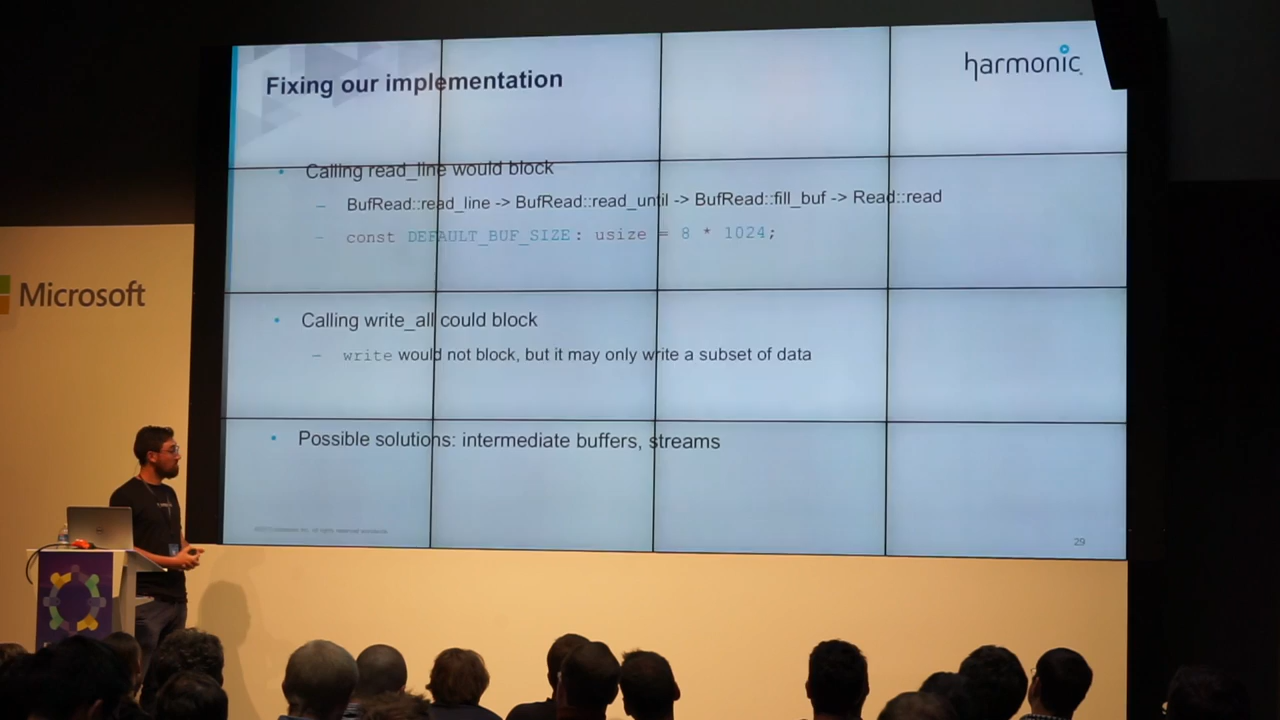 Fixing our implementation
harmonic
• Calling read_line would block
– BufRead::read_line -> BufRead::read_until -> BufRead::fill_buf -> Read::read
– const DEFAULT_BUF_SIZE: usize = 8 * 1024;
• Calling write_all could block
– write would not block, but it may only write a subset of data
• Possible solutions: intermediate buffers, streams
29
Microsoft